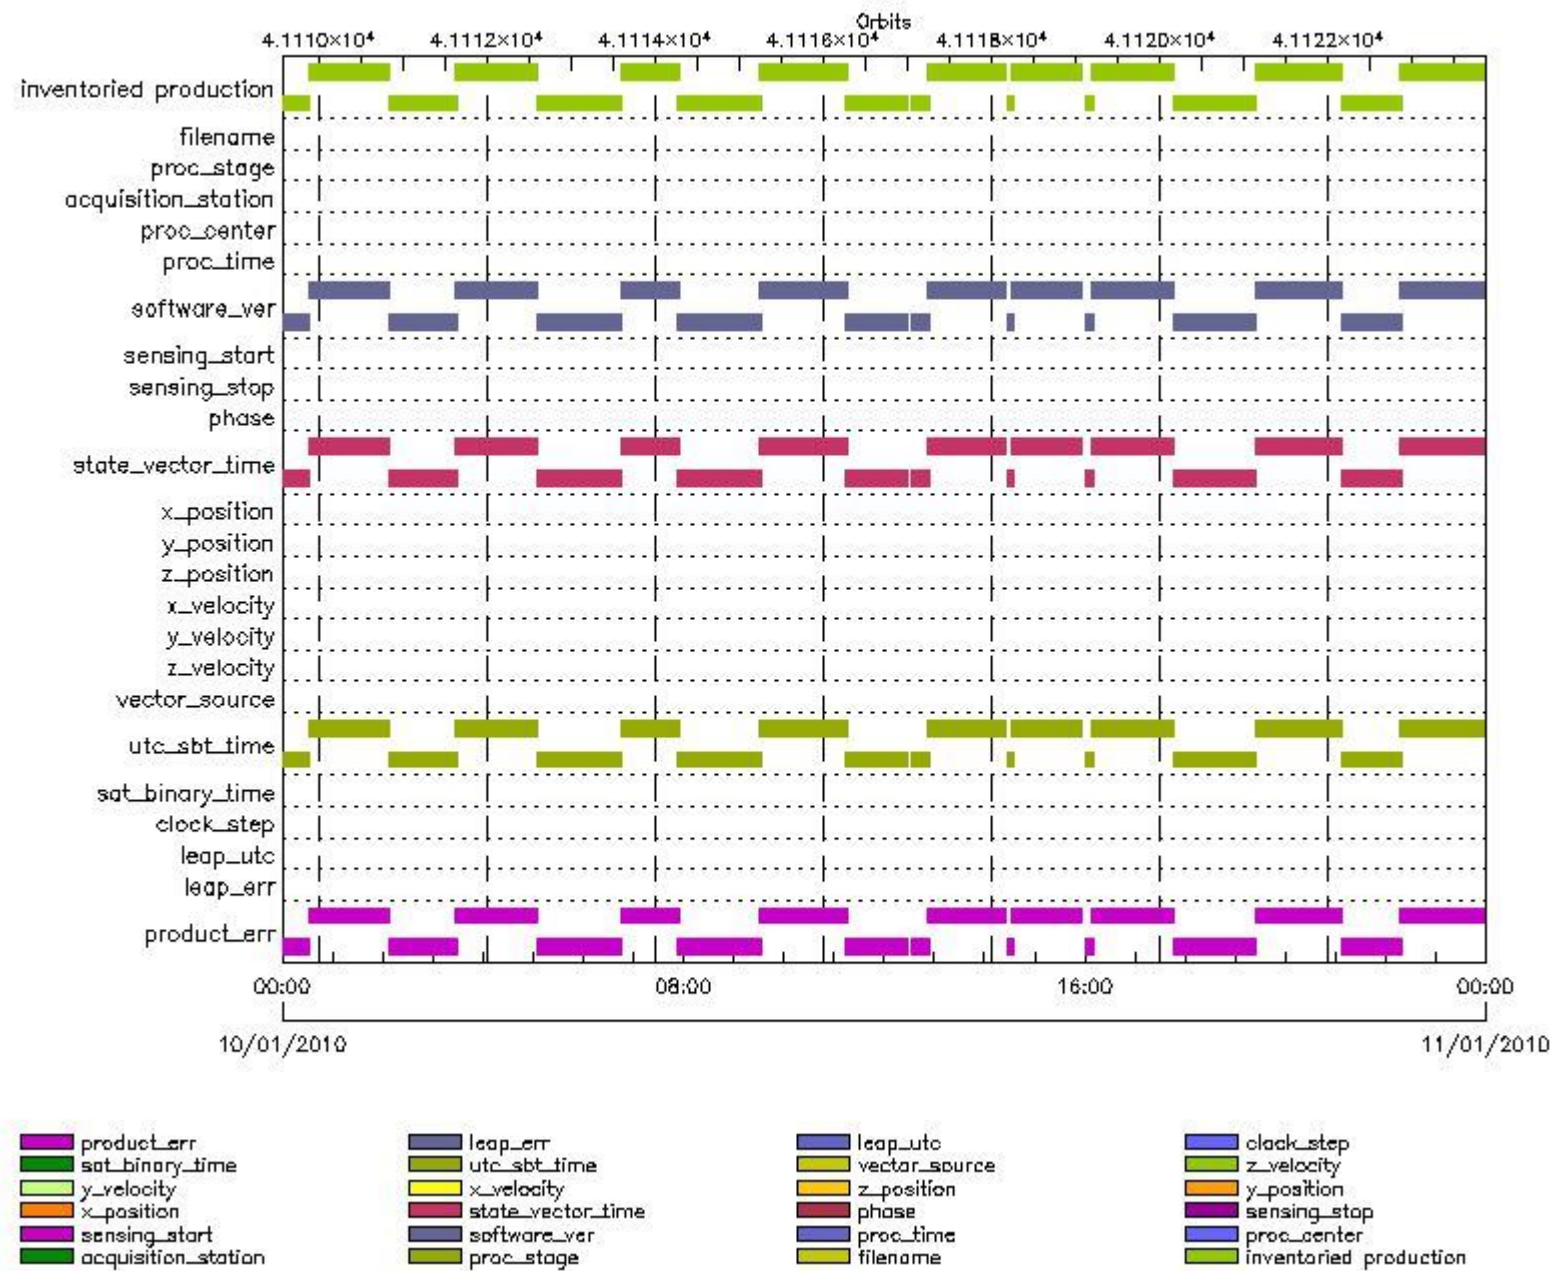 Orbits
4.1110×10⁴ 4.1112×10⁴ 4.1114×10⁴ 4.1116×10⁴ 4.1118×10⁴ 4.1120×10⁴ 4.1122×10⁴
inventoried production
filename
proc_stage
acquisition_station
proc_center
proc_time
software_ver
sensing_start
sensing_stop
phase
state_vector_time
x_position
y_position
z_position
x_velocity
y_velocity
z_velocity
vector_source
utc_sbt_time
sat_binary_time
clock_step
leap_utc
leap_err
product_err
00:00 08:00 16:00 00:00
10/01/2010 11/01/2010
product_err leap_err leap_utc clock_step
sat_binary_time utc_sbt_time vector_source z_velocity
y_velocity x_velocity z_position y_position
x_position state_vector_time phase sensing_stop
sensing_start software_ver proc_time proc_center
acquisition_station proc_stage filename inventoried production